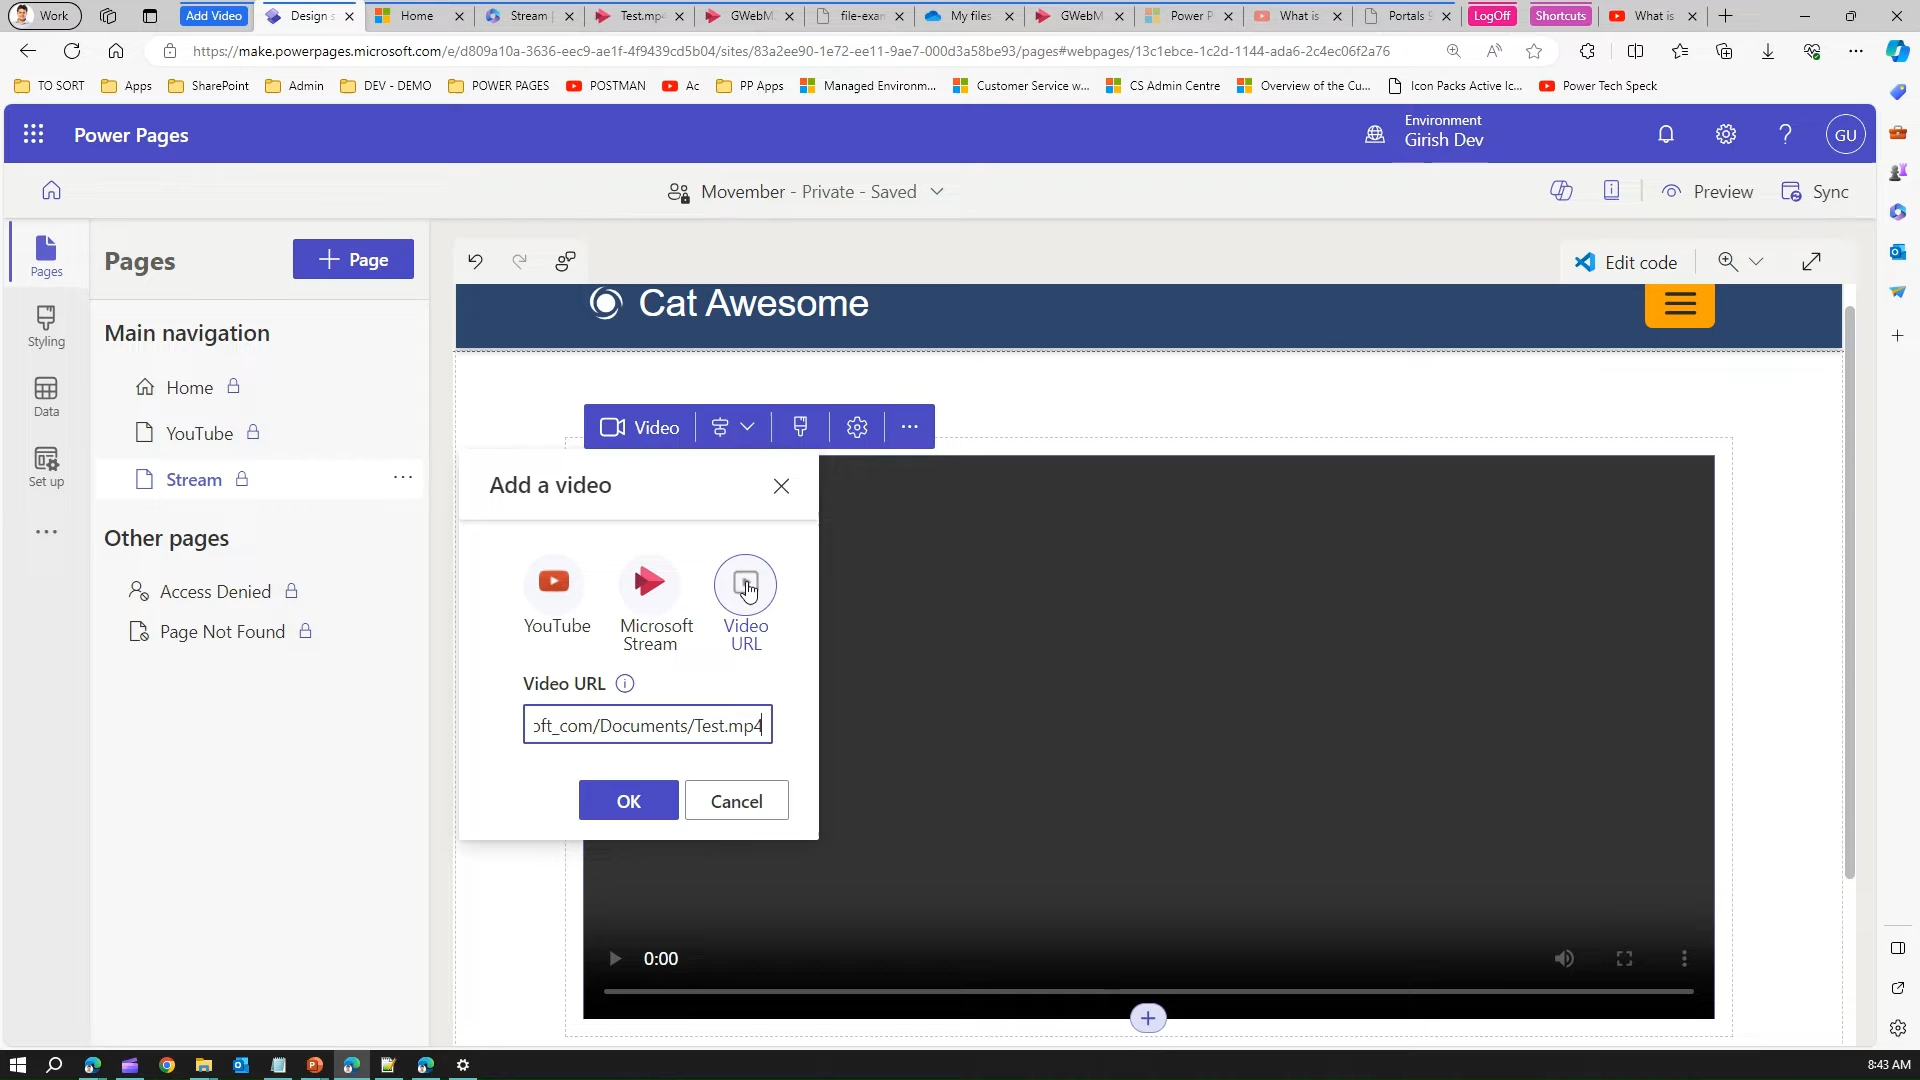 Work
Add Video
Design s
Home
Stream
Test.mp4
GWebM
file-exan
My files
GWebM
Power P
What is
Portals S
LogOff
Shortcuts
What is
https://make.powerpages.microsoft.com/e/d809a10a-3636-eec9-ae1f-4f9439cd5b04/sites/83a2ee90-1e72-ee11-9ae7-000d3a58be93/pages#webpages/13c1ebce-1c2d-1144-ada6-2c4ec06f2a76
TO SORT
Apps
SharePoint
Admin
DEV - DEMO
POWER PAGES
POSTMAN
Ac
PP Apps
Managed Environm...
Customer Service w...
CS Admin Centre
Overview of the Cu...
Icon Packs Active Ic...
Power Tech Speck
Power Pages
Environment
Girish Dev
GU
Movember - Private - Saved
Preview
Sync
Pages
Styling
Data
Set up
Pages
+ Page
Main navigation
Home
YouTube
Stream
Other pages
Access Denied
Page Not Found
Edit code
Cat Awesome
Video
Add a video
YouTube
Microsoft
Stream
Video
URL
Video URL
oft_com/Documents/Test.mp4
OK
Cancel
0:00
8:43 AM